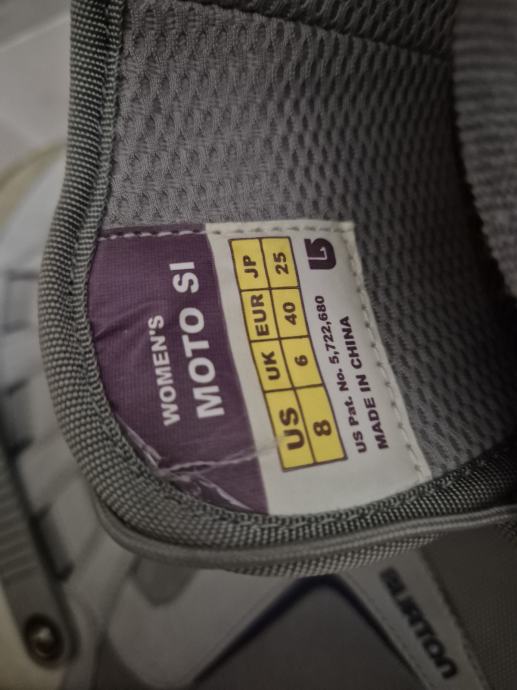 WOMEN'S
MOTO SI
US UK EUR JP
8 6 40 25
US Pat. No. 5,722,680
MADE IN CHINA
BURTON